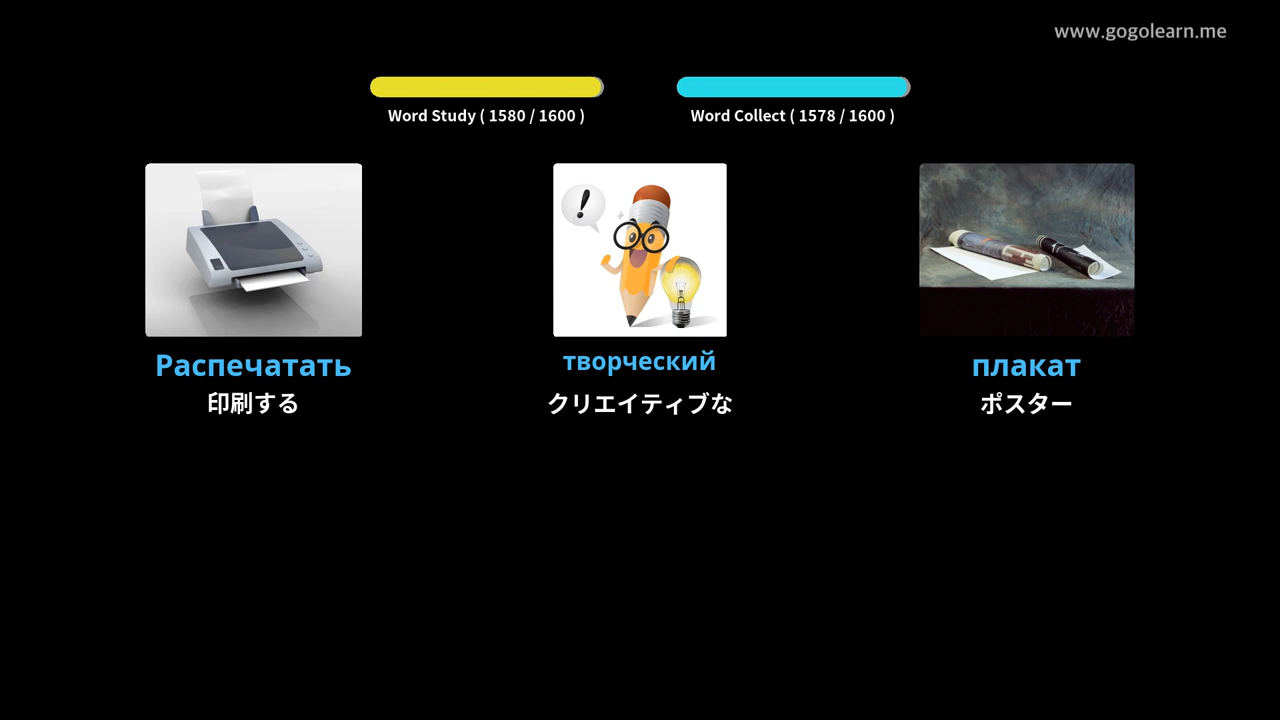 www.gogolearn.me
Word Study ( 1580 / 1600 )
Word Collect ( 1578 / 1600 )
Распечатать
творческий
плакат
印刷する
クリエイティブな
ポスター